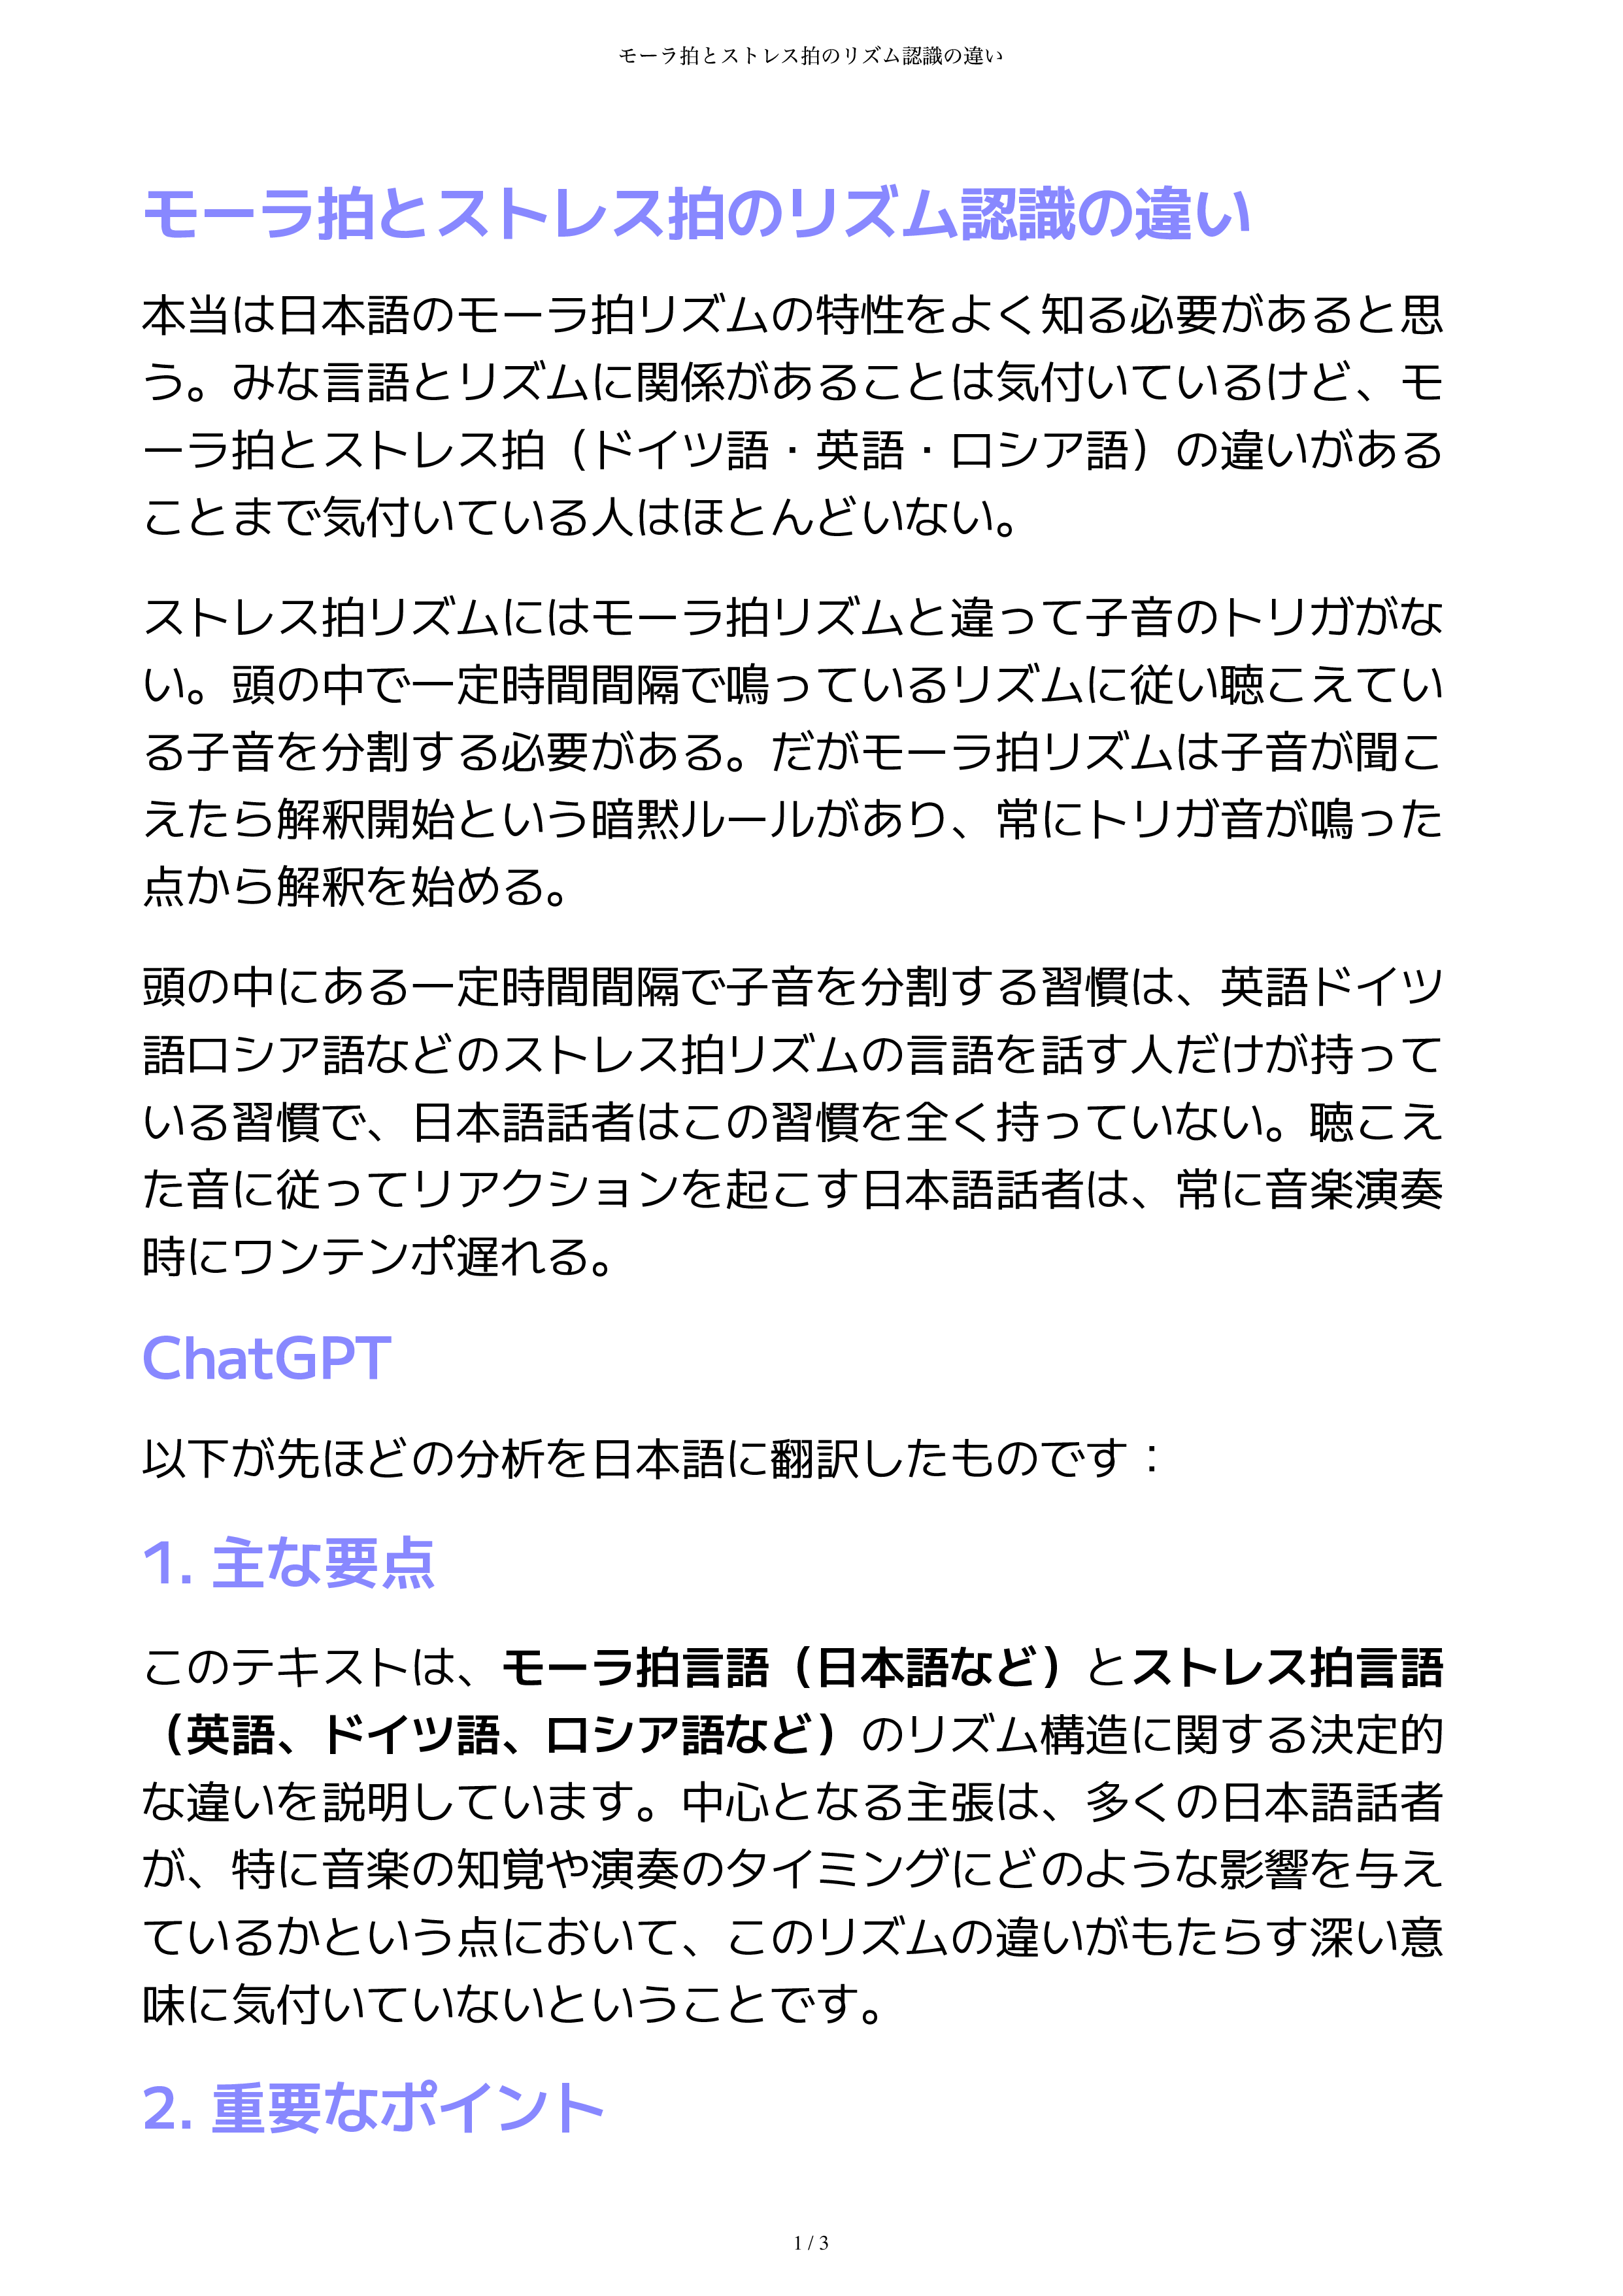 モーラ拍とストレス拍のリズム認識の違い
モーラ拍とストレス拍のリズム認識の違い
本当は日本語のモーラ拍リズムの特性をよく知る必要があると思
う。みな言語とリズムに関係があることは気付いているけど、モ
ーラ拍とストレス拍（ドイツ語・英語・ロシア語）の違いがある
ことまで気付いている人はほとんどいない。
ストレス拍リズムにはモーラ拍リズムと違って子音のトリガがな
い。頭の中で一定時間間隔で鳴っているリズムに従い聴こえてい
る子音を分割する必要がある。だがモーラ拍リズムは子音が聞こ
えたら解釈開始という暗黙ルールがあり、常にトリガ音が鳴った
点から解釈を始める。
頭の中にある一定時間間隔で子音を分割する習慣は、英語ドイツ
語ロシア語などのストレス拍リズムの言語を話す人だけが持って
いる習慣で、日本語話者はこの習慣を全く持っていない。聴こえ
た音に従ってリアクションを起こす日本語話者は、常に音楽演奏
時にワンテンポ遅れる。
ChatGPT
以下が先ほどの分析を日本語に翻訳したものです：
1. 主な要点
このテキストは、モーラ拍言語（日本語など）とストレス拍言語
（英語、ドイツ語、ロシア語など）のリズム構造に関する決定的
な違いを説明しています。中心となる主張は、多くの日本語話者
が、特に音楽の知覚や演奏のタイミングにどのような影響を与え
ているかという点において、このリズムの違いがもたらす深い意
味に気付いていないということです。
2. 重要なポイント
1 / 3